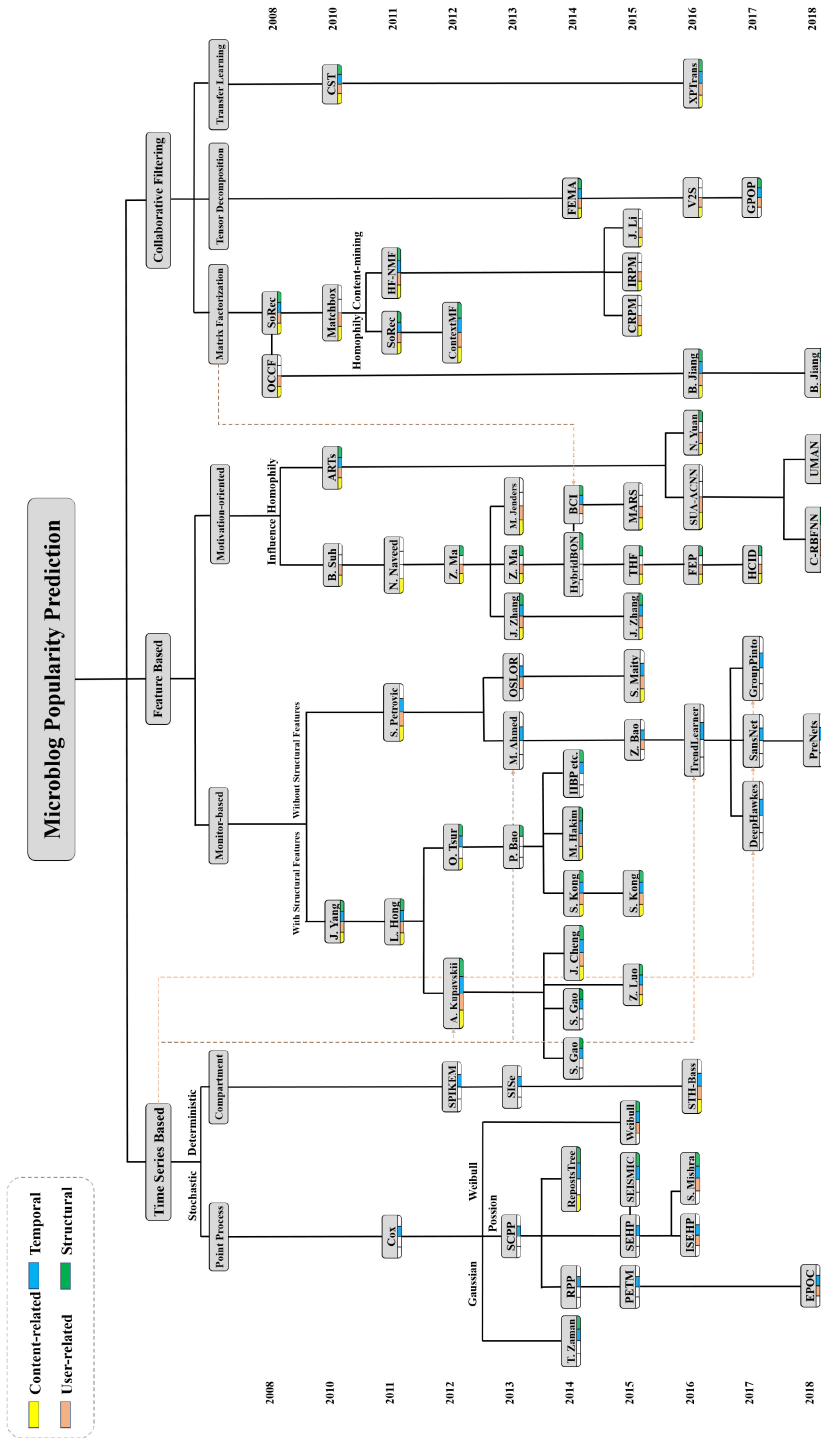 Microblog Popularity Prediction
Content-related
Temporal
User-related
Structural
Time Series Based
Feature Based
Collaborative Filtering
Stochastic
Deterministic
Point Process
Compartment
Monitor-based
Motivation-oriented
Matrix Factorization
Tensor Decomposition
Transfer Learning
With Structural Features
Without Structural Features
Influence
Homophily
2008
OCCF
SoRec
2008
2010
J. Yang
B. Suh
ARTs
Matchbox
CST
2010
Homophily
Content-mining
2011
Cox
L. Hong
S. Petrovic
N. Naveed
SoRec
HF-NMF
2011
2012
SPIKEM
A. Kupavskii
O. Tsur
Z. Ma
ContextMF
2012
Gaussian
Weibull
Possion
2013
SCPP
SISe
P. Bao
M. Ahmed
OSLOR
J. Zhang
Z. Ma
M. Jenders
2013
2014
T. Zaman
RPP
RepostsTree
S. Gao
S. Gao
J. Cheng
S. Kong
M. Hakim
IIBP etc.
HybridBON
BCI
FEMA
2014
2015
PETM
SEHP
SEISMIC
Weibull
Z. Luo
S. Kong
Z. Bao
S. Maity
J. Zhang
THF
MARS
CRPM
IRPM
J. Li
2015
2016
ISEHP
S. Mishra
STH-Bass
TrendLearner
FEP
SUA-ACNN
N. Yuan
B. Jiang
V2S
XPTrans
2016
2017
DeepHawkes
SansNet
GroupPinto
HCID
GPOP
2017
2018
EPOC
PreNets
C-RBFNN
UMAN
B. Jiang
2018